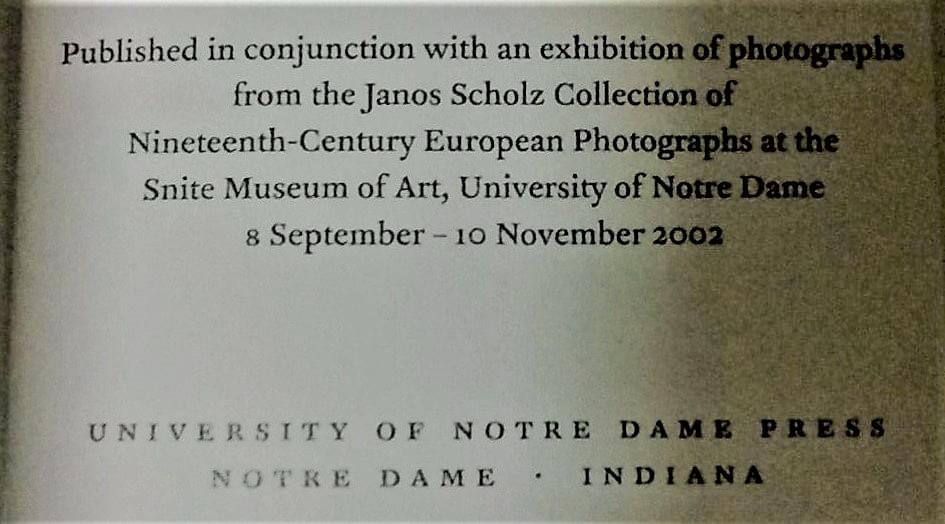 Published in conjunction with an exhibition of photographs
from the Janos Scholz Collection of
Nineteenth-Century European Photographs at the
Snite Museum of Art, University of Notre Dame
8 September – 10 November 2002
UNIVERSITY OF NOTRE DAME PRESS
NOTRE DAME · INDIANA